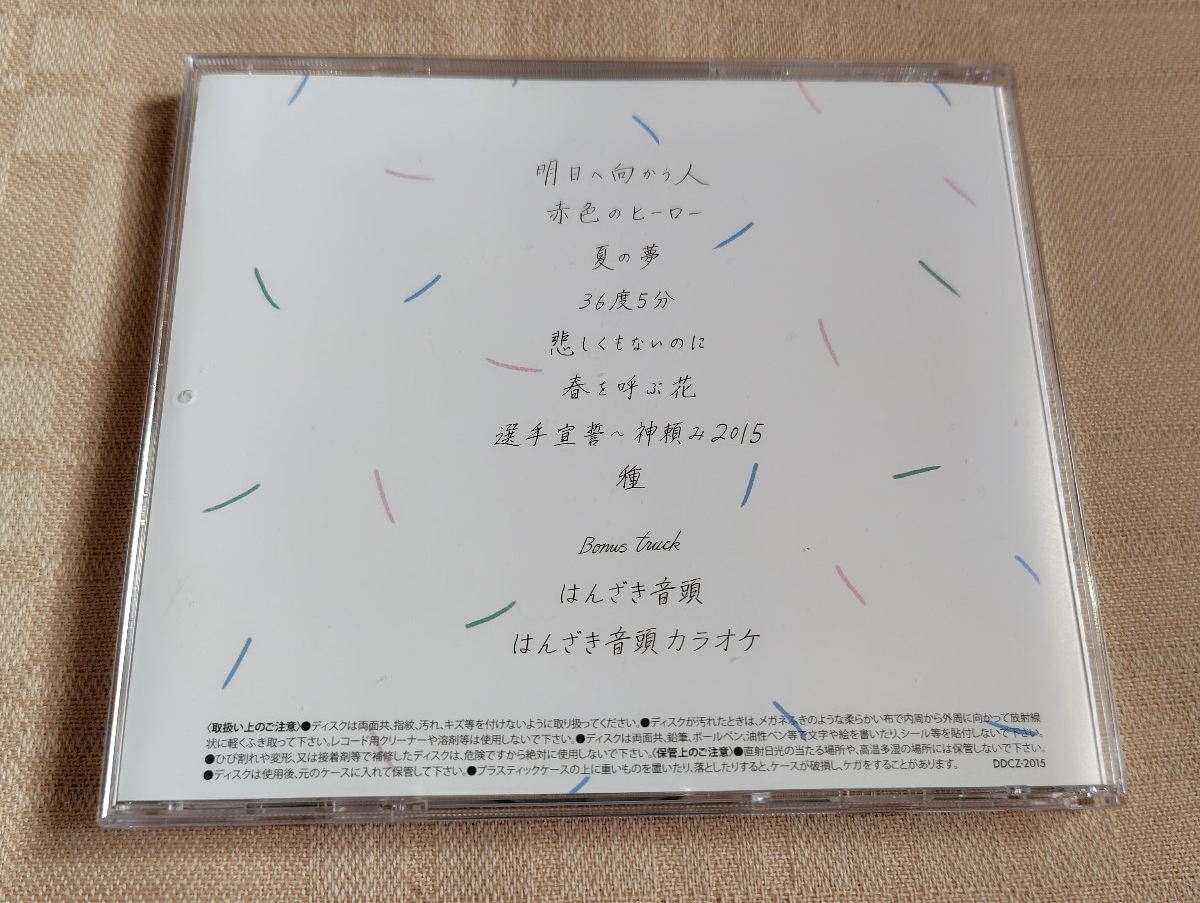 明日へ向かう人
赤色のヒーロー
夏の夢
36度5分
悲しくもないのに
春を呼ぶ花
選手宣誓～神頼み2015
種
Bonus truck
はんざき音頭
はんざき音頭カラオケ
〈取扱い上のご注意〉●ディスクは両面共、指紋、汚れ、キズ等を付けないように取り扱ってください。●ディスクが汚れたときは、メガネふきのような柔らかい布で内周から外周に向かって放射線
状に軽くふき取って下さい。レコード用クリーナーや溶剤等は使用しないで下さい。●ディスクは両面共、鉛筆、ボールペン、油性ペン等で文字や絵を書いたり、シール等を貼付しないで下さい。
●ひび割れや変形、又は接着剤等で補修したディスクは、危険ですから絶対に使用しないで下さい。〈保管上のご注意〉●直射日光の当たる場所や、高温多湿の場所には保管しないで下さい。
●ディスクは使用後、元のケースに入れて保管して下さい。●プラスティックケースの上に重いものを置いたり、落としたりすると、ケースが破損し、ケガをすることがあります。 DDCZ-2015